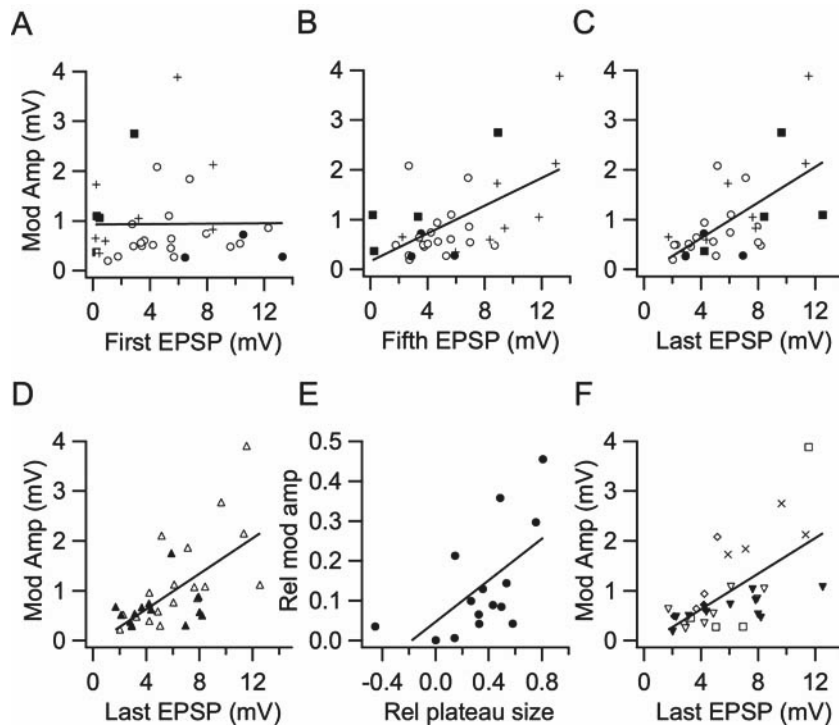 A
B
C
Mod Amp (mV)
4
3
2
1
0
0 4 8 12
First EPSP (mV)
4
3
2
1
0
0 4 8 12
Fifth EPSP (mV)
4
3
2
1
0
0 4 8 12
Last EPSP (mV)
D
E
F
Mod Amp (mV)
4
3
2
1
0
0 4 8 12
Last EPSP (mV)
Rel mod amp
0.5
0.4
0.3
0.2
0.1
0.0
-0.4 0.0 0.4 0.8
Rel plateau size
Mod Amp (mV)
4
3
2
1
0
0 4 8 12
Last EPSP (mV)